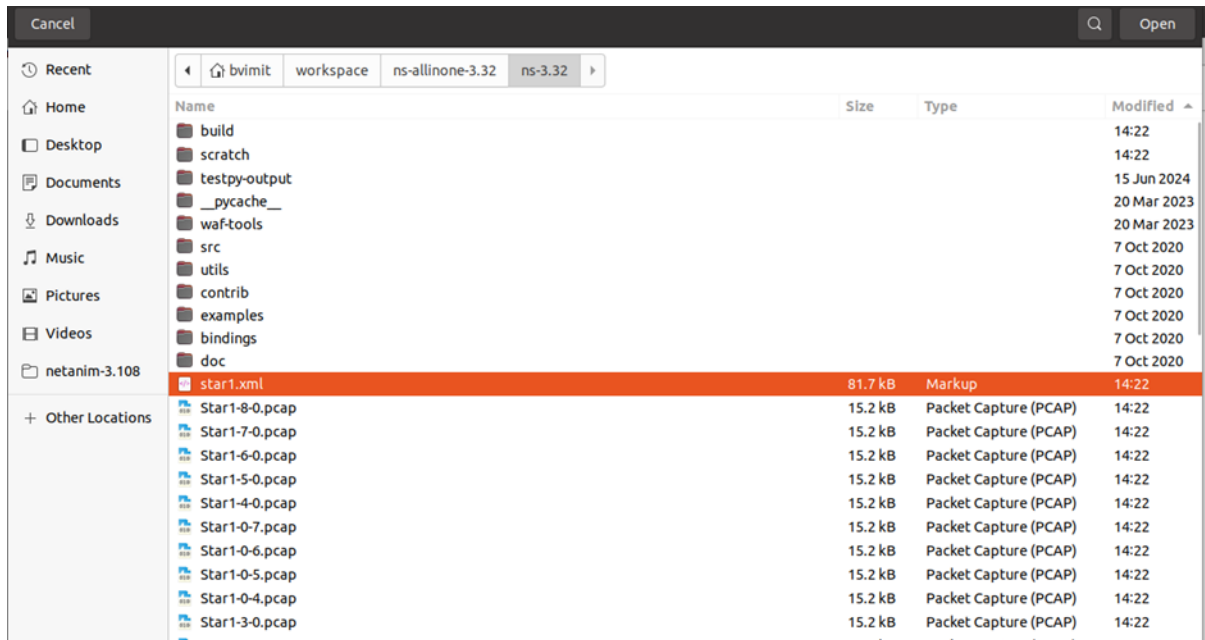 Cancel Open
Recent bvimit workspace ns-allinone-3.32 ns-3.32
Home Name Size Type Modified
build 14:22
Desktop scratch 14:22
Documents testpy-output 15 Jun 2024
__pycache__ 20 Mar 2023
Downloads waf-tools 20 Mar 2023
Music src 7 Oct 2020
utils 7 Oct 2020
Pictures contrib 7 Oct 2020
examples 7 Oct 2020
Videos bindings 7 Oct 2020
netanim-3.108 doc 7 Oct 2020
star1.xml 81.7 kB Markup 14:22
+ Other Locations Star1-8-0.pcap 15.2 kB Packet Capture (PCAP) 14:22
Star1-7-0.pcap 15.2 kB Packet Capture (PCAP) 14:22
Star1-6-0.pcap 15.2 kB Packet Capture (PCAP) 14:22
Star1-5-0.pcap 15.2 kB Packet Capture (PCAP) 14:22
Star1-4-0.pcap 15.2 kB Packet Capture (PCAP) 14:22
Star1-0-7.pcap 15.2 kB Packet Capture (PCAP) 14:22
Star1-0-6.pcap 15.2 kB Packet Capture (PCAP) 14:22
Star1-0-5.pcap 15.2 kB Packet Capture (PCAP) 14:22
Star1-0-4.pcap 15.2 kB Packet Capture (PCAP) 14:22
Star1-3-0.pcap 15.2 kB Packet Capture (PCAP) 14:22